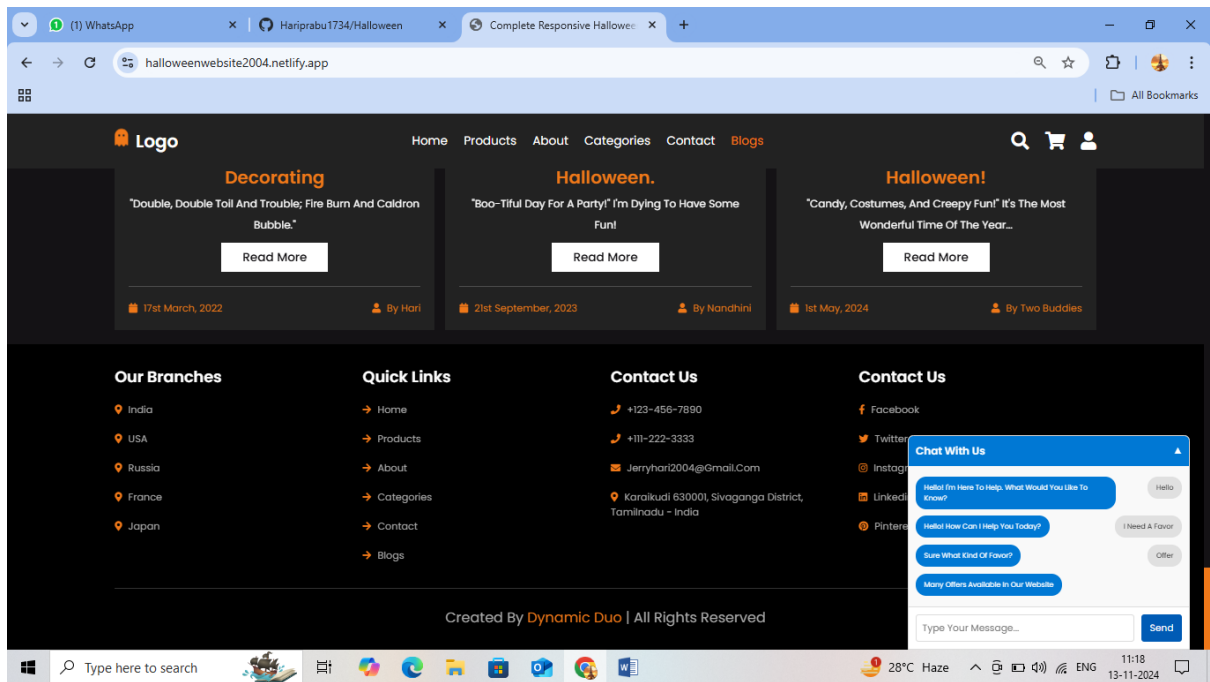 (1) WhatsApp
Hariprabu1734/Halloween
Complete Responsive Hallowee
halloweenwebsite2004.netlify.app
All Bookmarks
Logo
Home Products About Categories Contact Blogs
Decorating
"Double, Double Toil And Trouble; Fire Burn And Caldron
Bubble."
Read More
17st March, 2022
By Hari
Halloween.
"Boo-Tiful Day For A Party!" I'm Dying To Have Some
Fun!
Read More
21st September, 2023
By Nandhini
Halloween!
"Candy, Costumes, And Creepy Fun!" It's The Most
Wonderful Time Of The Year...
Read More
1st May, 2024
By Two Buddies
Our Branches
India
USA
Russia
France
Japan
Quick Links
Home
Products
About
Categories
Contact
Blogs
Contact Us
+123-456-7890
+111-222-3333
Jerryhari2004@Gmail.Com
Karaikudi 630001, Sivaganga District,
Tamilnadu - India
Contact Us
Facebook
Twitter
Instagr
Linkedi
Pintere
Chat With Us
Hello! I'm Here To Help. What Would You Like To
Know?
Hello
Hello! How Can I Help You Today?
I Need A Favor
Sure What Kind Of Favor?
Offer
Many Offers Available In Our Website
Type Your Message...
Send
Created By Dynamic Duo | All Rights Reserved
Type here to search
28°C Haze
ENG
11:18
13-11-2024